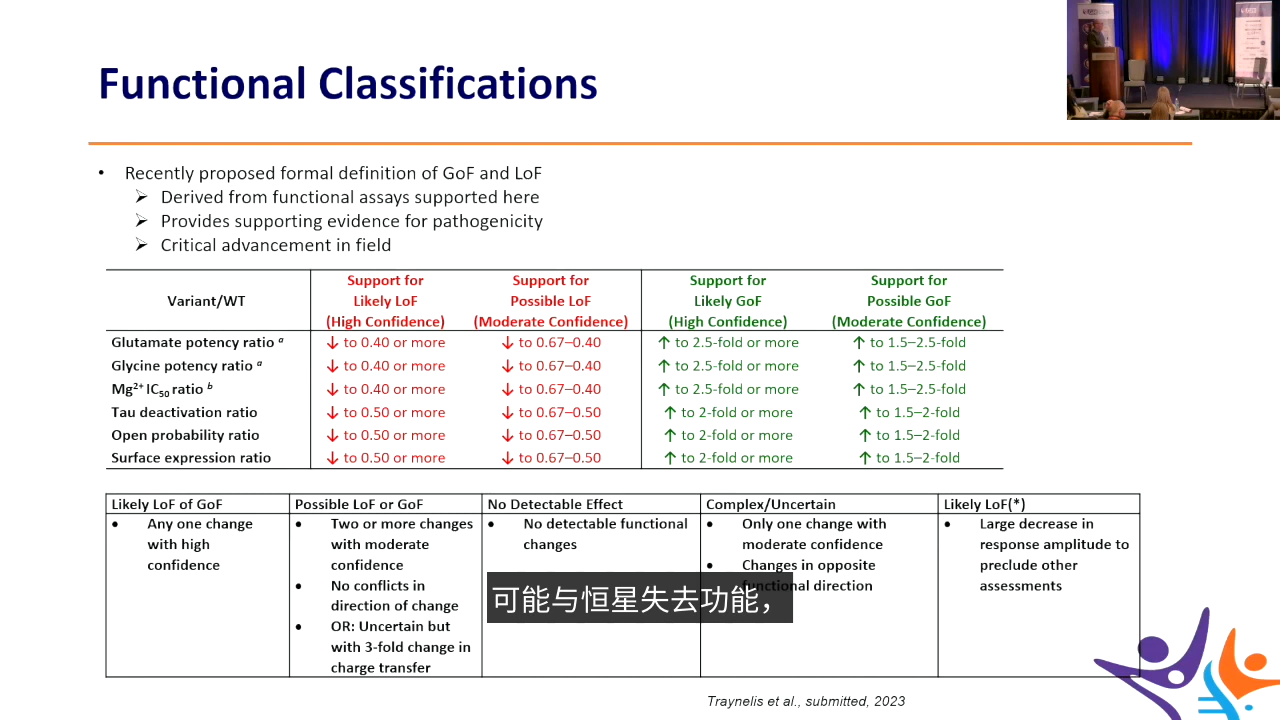 Functional Classifications
• Recently proposed formal definition of GoF and LoF
➢ Derived from functional assays supported here
➢ Provides supporting evidence for pathogenicity
➢ Critical advancement in field
Variant/WT | Support for Likely LoF (High Confidence) | Support for Possible LoF (Moderate Confidence) | Support for Likely GoF (High Confidence) | Support for Possible GoF (Moderate Confidence)
Glutamate potency ratio ᵃ | ↓ to 0.40 or more | ↓ to 0.67–0.40 | ↑ to 2.5-fold or more | ↑ to 1.5–2.5-fold
Glycine potency ratio ᵃ | ↓ to 0.40 or more | ↓ to 0.67–0.40 | ↑ to 2.5-fold or more | ↑ to 1.5–2.5-fold
Mg²⁺ IC₅₀ ratio ᵇ | ↓ to 0.40 or more | ↓ to 0.67–0.40 | ↑ to 2.5-fold or more | ↑ to 1.5–2.5-fold
Tau deactivation ratio | ↓ to 0.50 or more | ↓ to 0.67–0.50 | ↑ to 2-fold or more | ↑ to 1.5–2-fold
Open probability ratio | ↓ to 0.50 or more | ↓ to 0.67–0.50 | ↑ to 2-fold or more | ↑ to 1.5–2-fold
Surface expression ratio | ↓ to 0.50 or more | ↓ to 0.67–0.50 | ↑ to 2-fold or more | ↑ to 1.5–2-fold
Likely LoF of GoF
• Any one change
with high
confidence
Possible LoF or GoF
• Two or more changes
with moderate
confidence
• No conflicts in
direction of change
• OR: Uncertain but
with 3-fold change in
charge transfer
No Detectable Effect
• No detectable functional
changes
Complex/Uncertain
• Only one change with
moderate confidence
• Changes in opposite
functional direction
Likely LoF(*)
• Large decrease in
response amplitude to
preclude other
assessments
可能与恒星失去功能，
Traynelis et al., submitted, 2023